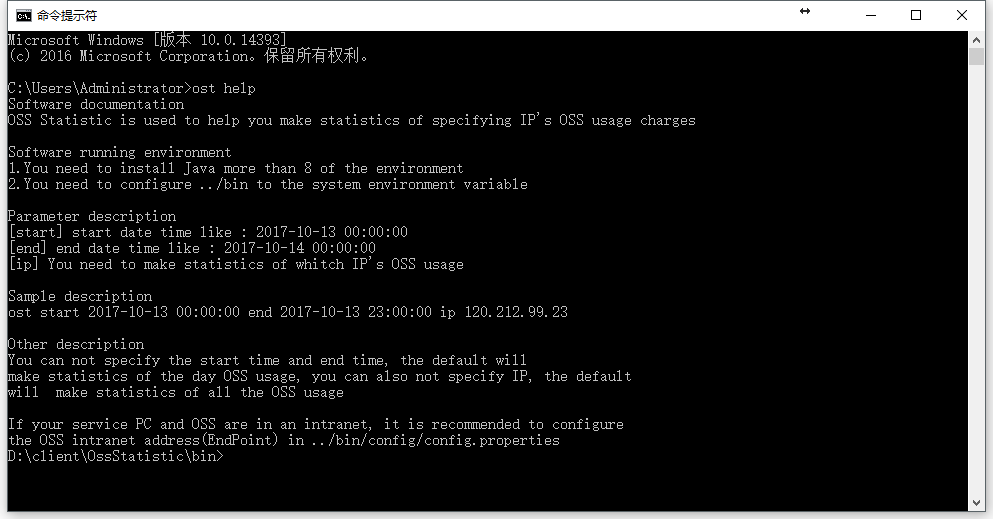 命令提示符
Microsoft Windows [版本 10.0.14393]
(c) 2016 Microsoft Corporation。保留所有权利。
C:\Users\Administrator>ost help
Software documentation
OSS Statistic is used to help you make statistics of specifying IP's OSS usage charges
Software running environment
1.You need to install Java more than 8 of the environment
2.You need to configure ../bin to the system environment variable
Parameter description
[start] start date time like : 2017-10-13 00:00:00
[end] end date time like : 2017-10-14 00:00:00
[ip] You need to make statistics of whitch IP's OSS usage
Sample description
ost start 2017-10-13 00:00:00 end 2017-10-13 23:00:00 ip 120.212.99.23
Other description
You can not specify the start time and end time, the default will
make statistics of the day OSS usage, you can also not specify IP, the default
will  make statistics of all the OSS usage
If your service PC and OSS are in an intranet, it is recommended to configure
the OSS intranet address(EndPoint) in ../bin/config/config.properties
D:\client\OssStatistic\bin>